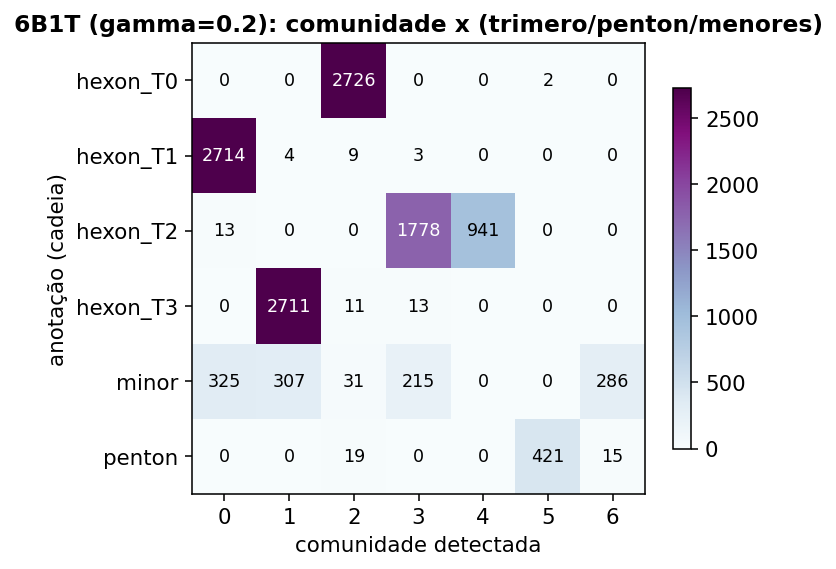 6B1T (gamma=0.2): comunidade x (trimero/penton/menores)
hexon_T0 0 0 2726 0 0 2 0
hexon_T1 2714 4 9 3 0 0 0
hexon_T2 13 0 0 1778 941 0 0
hexon_T3 0 2711 11 13 0 0 0
minor 325 307 31 215 0 0 286
penton 0 0 19 0 0 421 15
0 1 2 3 4 5 6
comunidade detectada
anotação (cadeia)
2500
2000
1500
1000
500
0